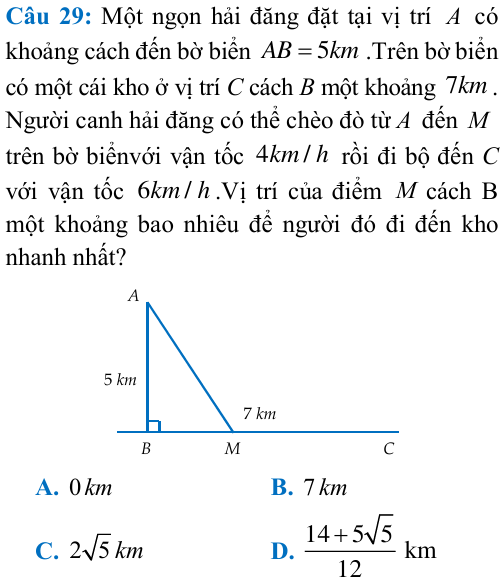 Câu 29: Một ngọn hải đăng đặt tại vị trí A có
khoảng cách đến bờ biển AB = 5km .Trên bờ biển
có một cái kho ở vị trí C cách B một khoảng 7km .
Người canh hải đăng có thể chèo đò từ A đến M
trên bờ biểnvới vận tốc 4km/h rồi đi bộ đến C
với vận tốc 6km/h .Vị trí của điểm M cách B
một khoảng bao nhiêu để người đó đi đến kho
nhanh nhất?
A
5 km
7 km
B M C
A. 0 km B. 7 km
C. 2√5 km D. (14+5√5)/12 km